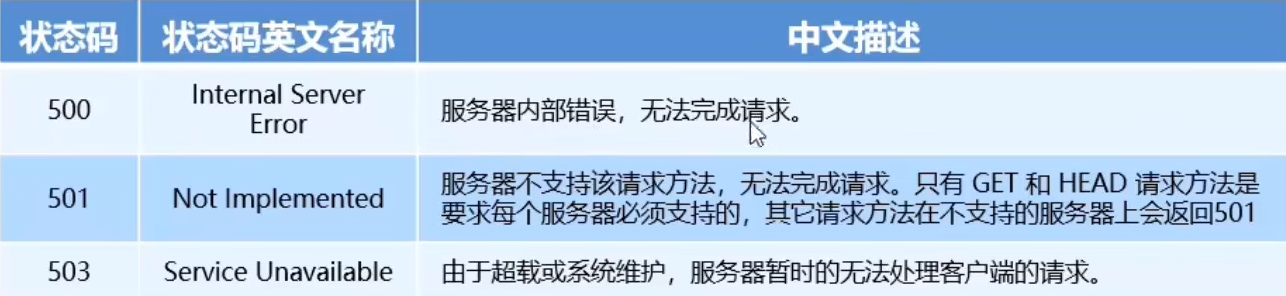 状态码 状态码英文名称 中文描述
500 Internal Server Error 服务器内部错误，无法完成请求。
501 Not Implemented 服务器不支持该请求方法，无法完成请求。只有 GET 和 HEAD 请求方法是
要求每个服务器必须支持的，其它请求方法在不支持的服务器上会返回501
503 Service Unavailable 由于超载或系统维护，服务器暂时的无法处理客户端的请求。